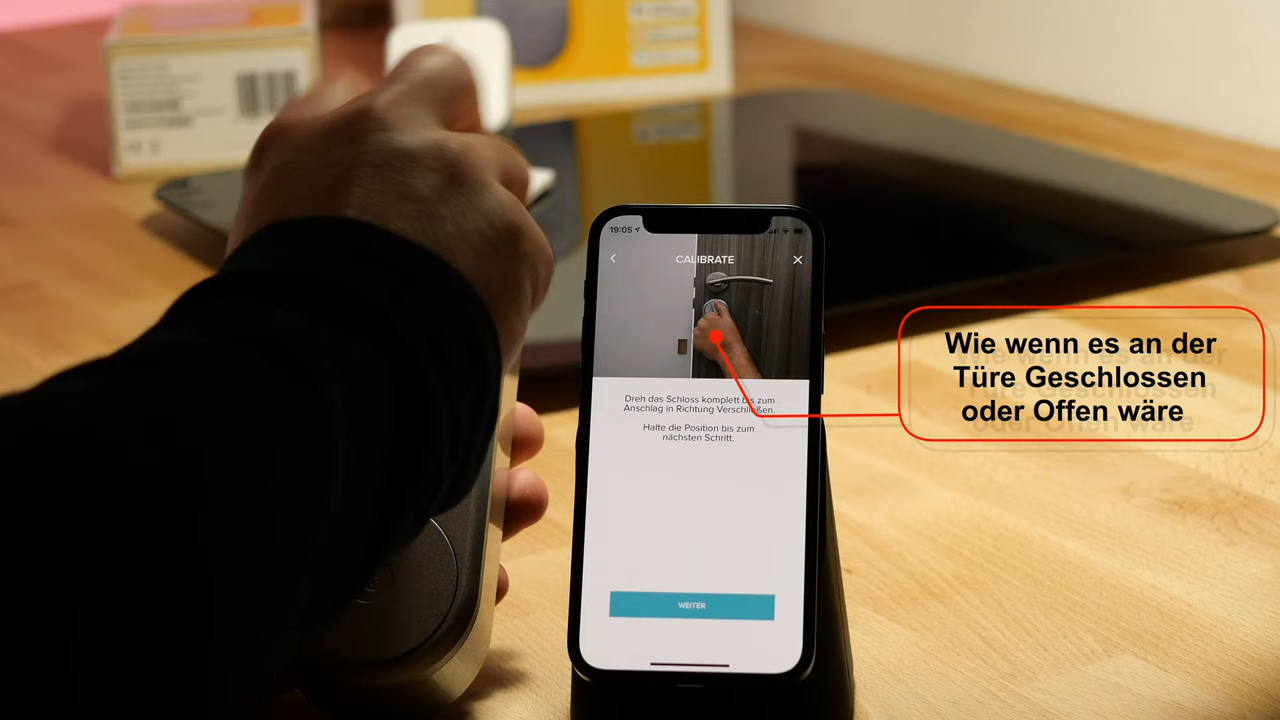 19:05
CALIBRATE
Dreh das Schloss komplett bis zum
Anschlag in Richtung Verschließen.
Halte die Position bis zum
nächsten Schritt.
WEITER
Wie wenn es an der
Türe Geschlossen
oder Offen wäre